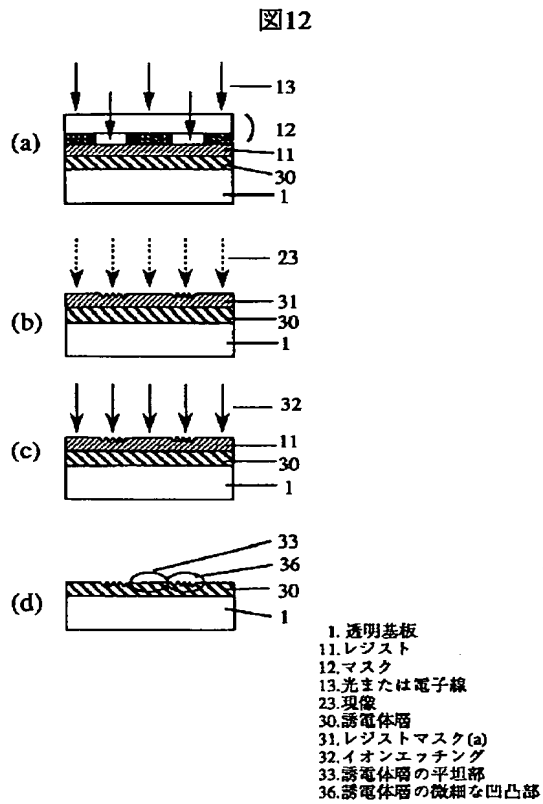 図12
(a)
13
12
11
30
1
(b)
23
31
30
1
(c)
32
11
30
1
(d)
33
36
30
1
1. 透明基板
11.レジスト
12.マスク
13.光または電子線
23.現像
30.誘電体層
31.レジストマスク(a)
32.イオンエッチング
33.誘電体層の平坦部
36.誘電体層の微細な凹凸部